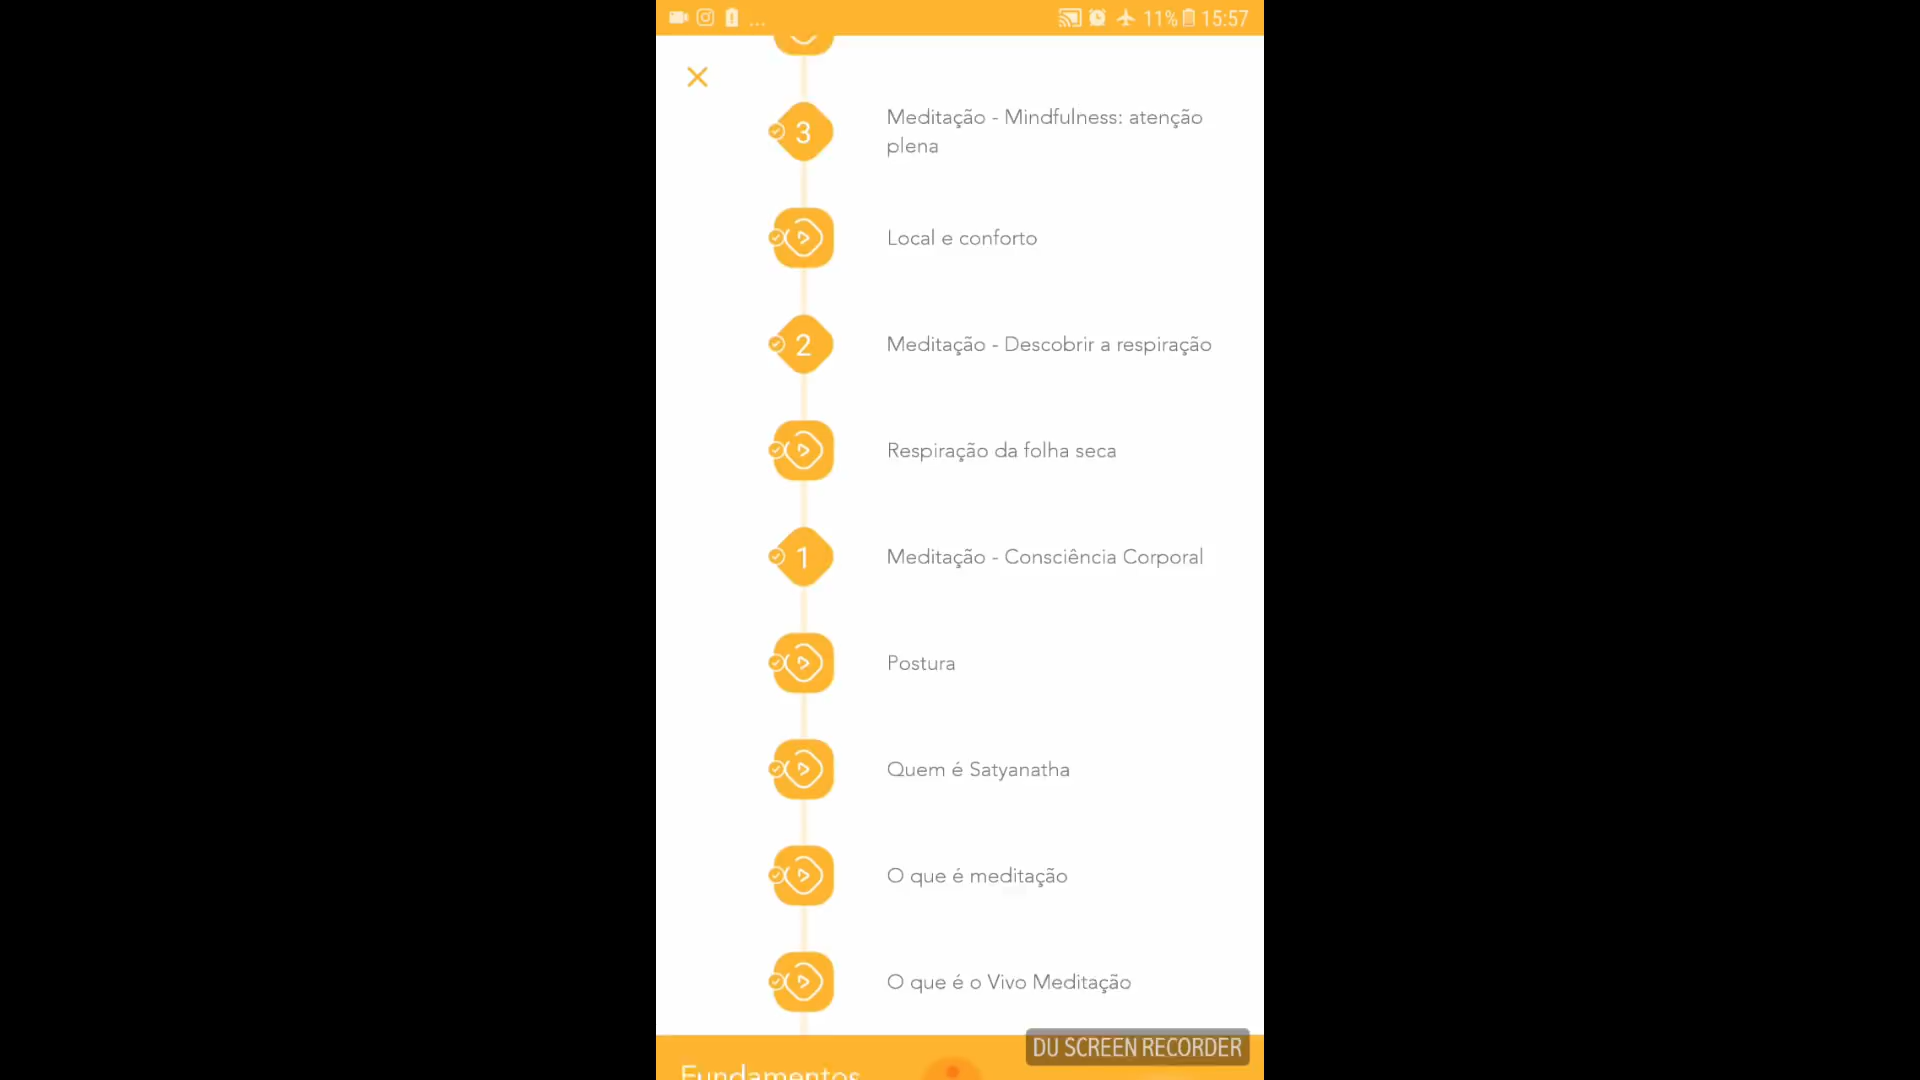 ... 11% 15:57
3 Meditação - Mindfulness: atenção
plena
Local e conforto
2 Meditação - Descobrir a respiração
Respiração da folha seca
1 Meditação - Consciência Corporal
Postura
Quem é Satyanatha
O que é meditação
O que é o Vivo Meditação
DU SCREEN RECORDER
Fundamentos